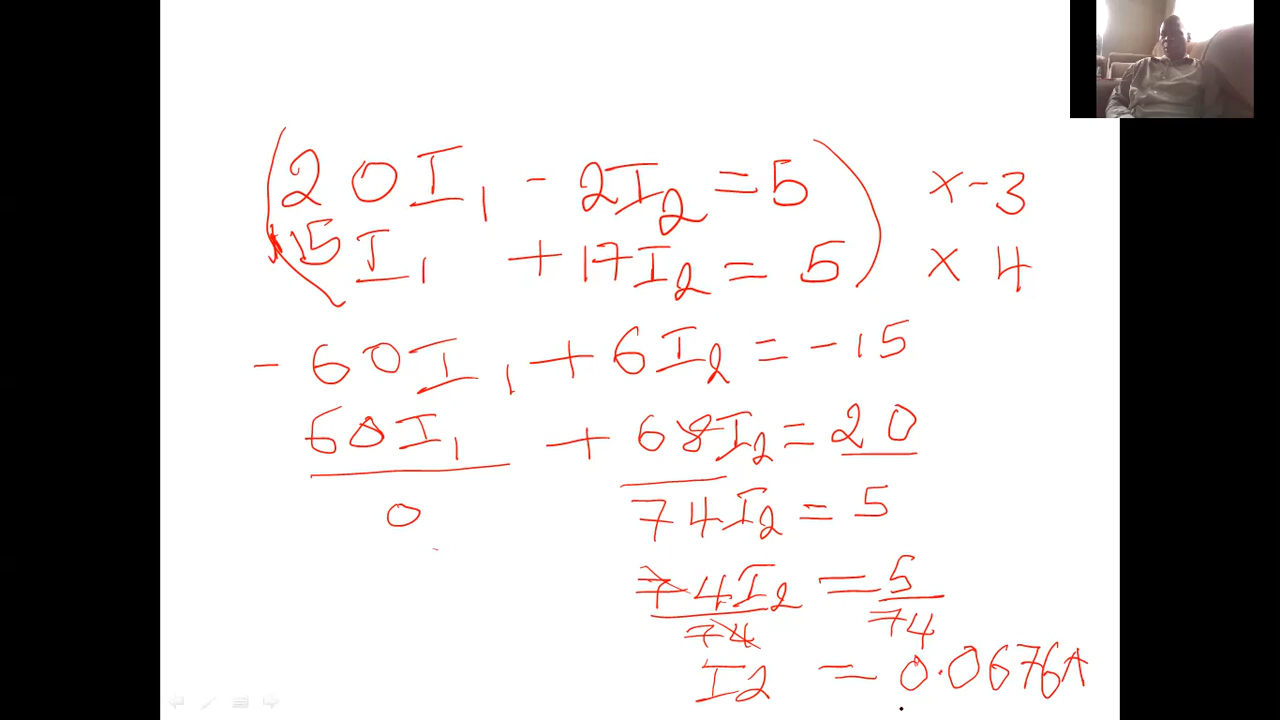 (20I₁ - 2I₂ = 5) × -3
15I₁ + 17I₂ = 5 × 4
-60I₁ + 6I₂ = -15
60I₁ + 68I₂ = 20
0 74I₂ = 5
74I₂/74 = 5/74
I2 = 0.0676A